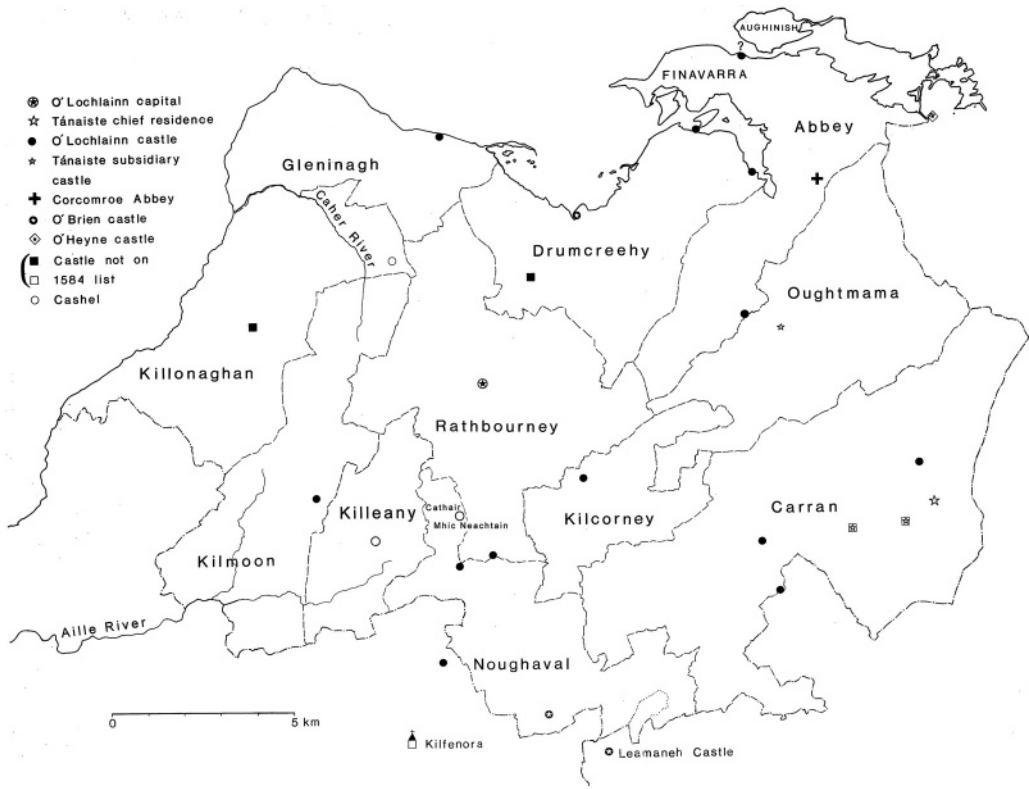 AUGHINISH
?
FINAVARRA
Abbey
Ó Lochlainn capital
Tánaiste chief residence
Ó Lochlainn castle
Tánaiste subsidiary
castle
Corcomroe Abbey
Ó Brien castle
Ó Heyne castle
Castle not on
1584 list
Cashel
Gleninagh
Caher River
Drumcreehy
Oughtmama
Killonaghan
Rathbourney
Cathair
Mhic Neachtain
Killeany
Kilcorney
Carran
Kilmoon
Aille River
Noughaval
0 5 km
Kilfenora
Leamaneh Castle